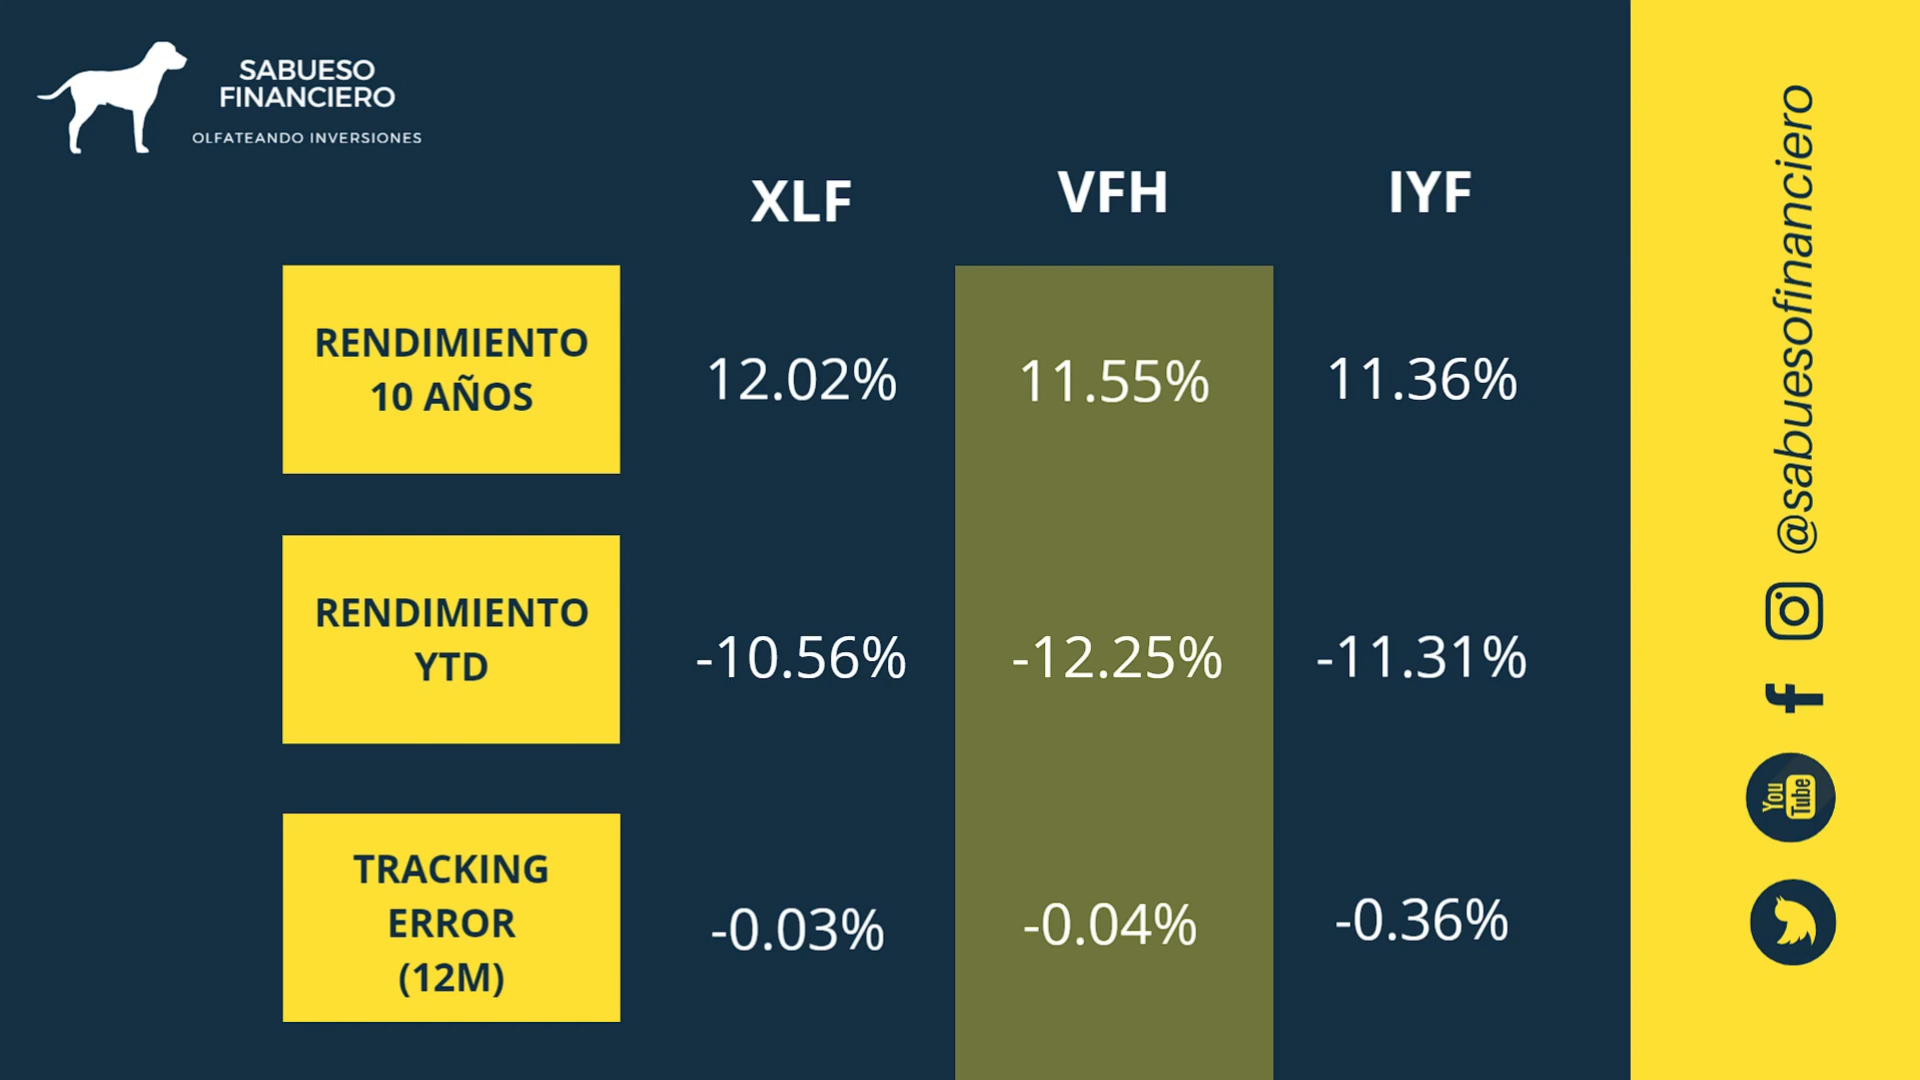 SABUESO
FINANCIERO
OLFATEANDO INVERSIONES
XLF VFH IYF
RENDIMIENTO
10 AÑOS
12.02% 11.55% 11.36%
RENDIMIENTO
YTD
-10.56% -12.25% -11.31%
TRACKING
ERROR
(12M)
-0.03% -0.04% -0.36%
@sabuesofinanciero
f
You
Tube